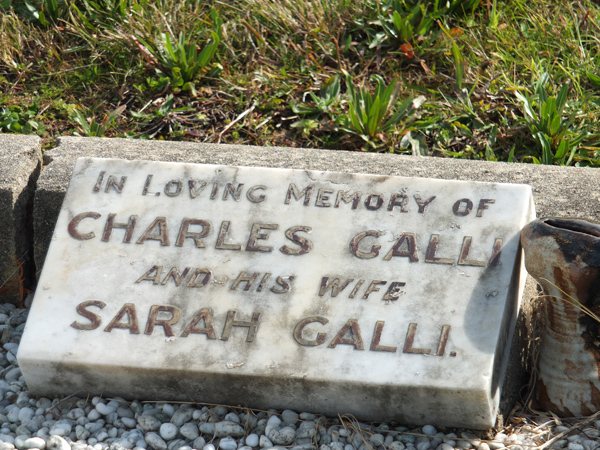 IN LOVING MEMORY OF
CHARLES GALLI
AND HIS WIFE
SARAH GALLI.